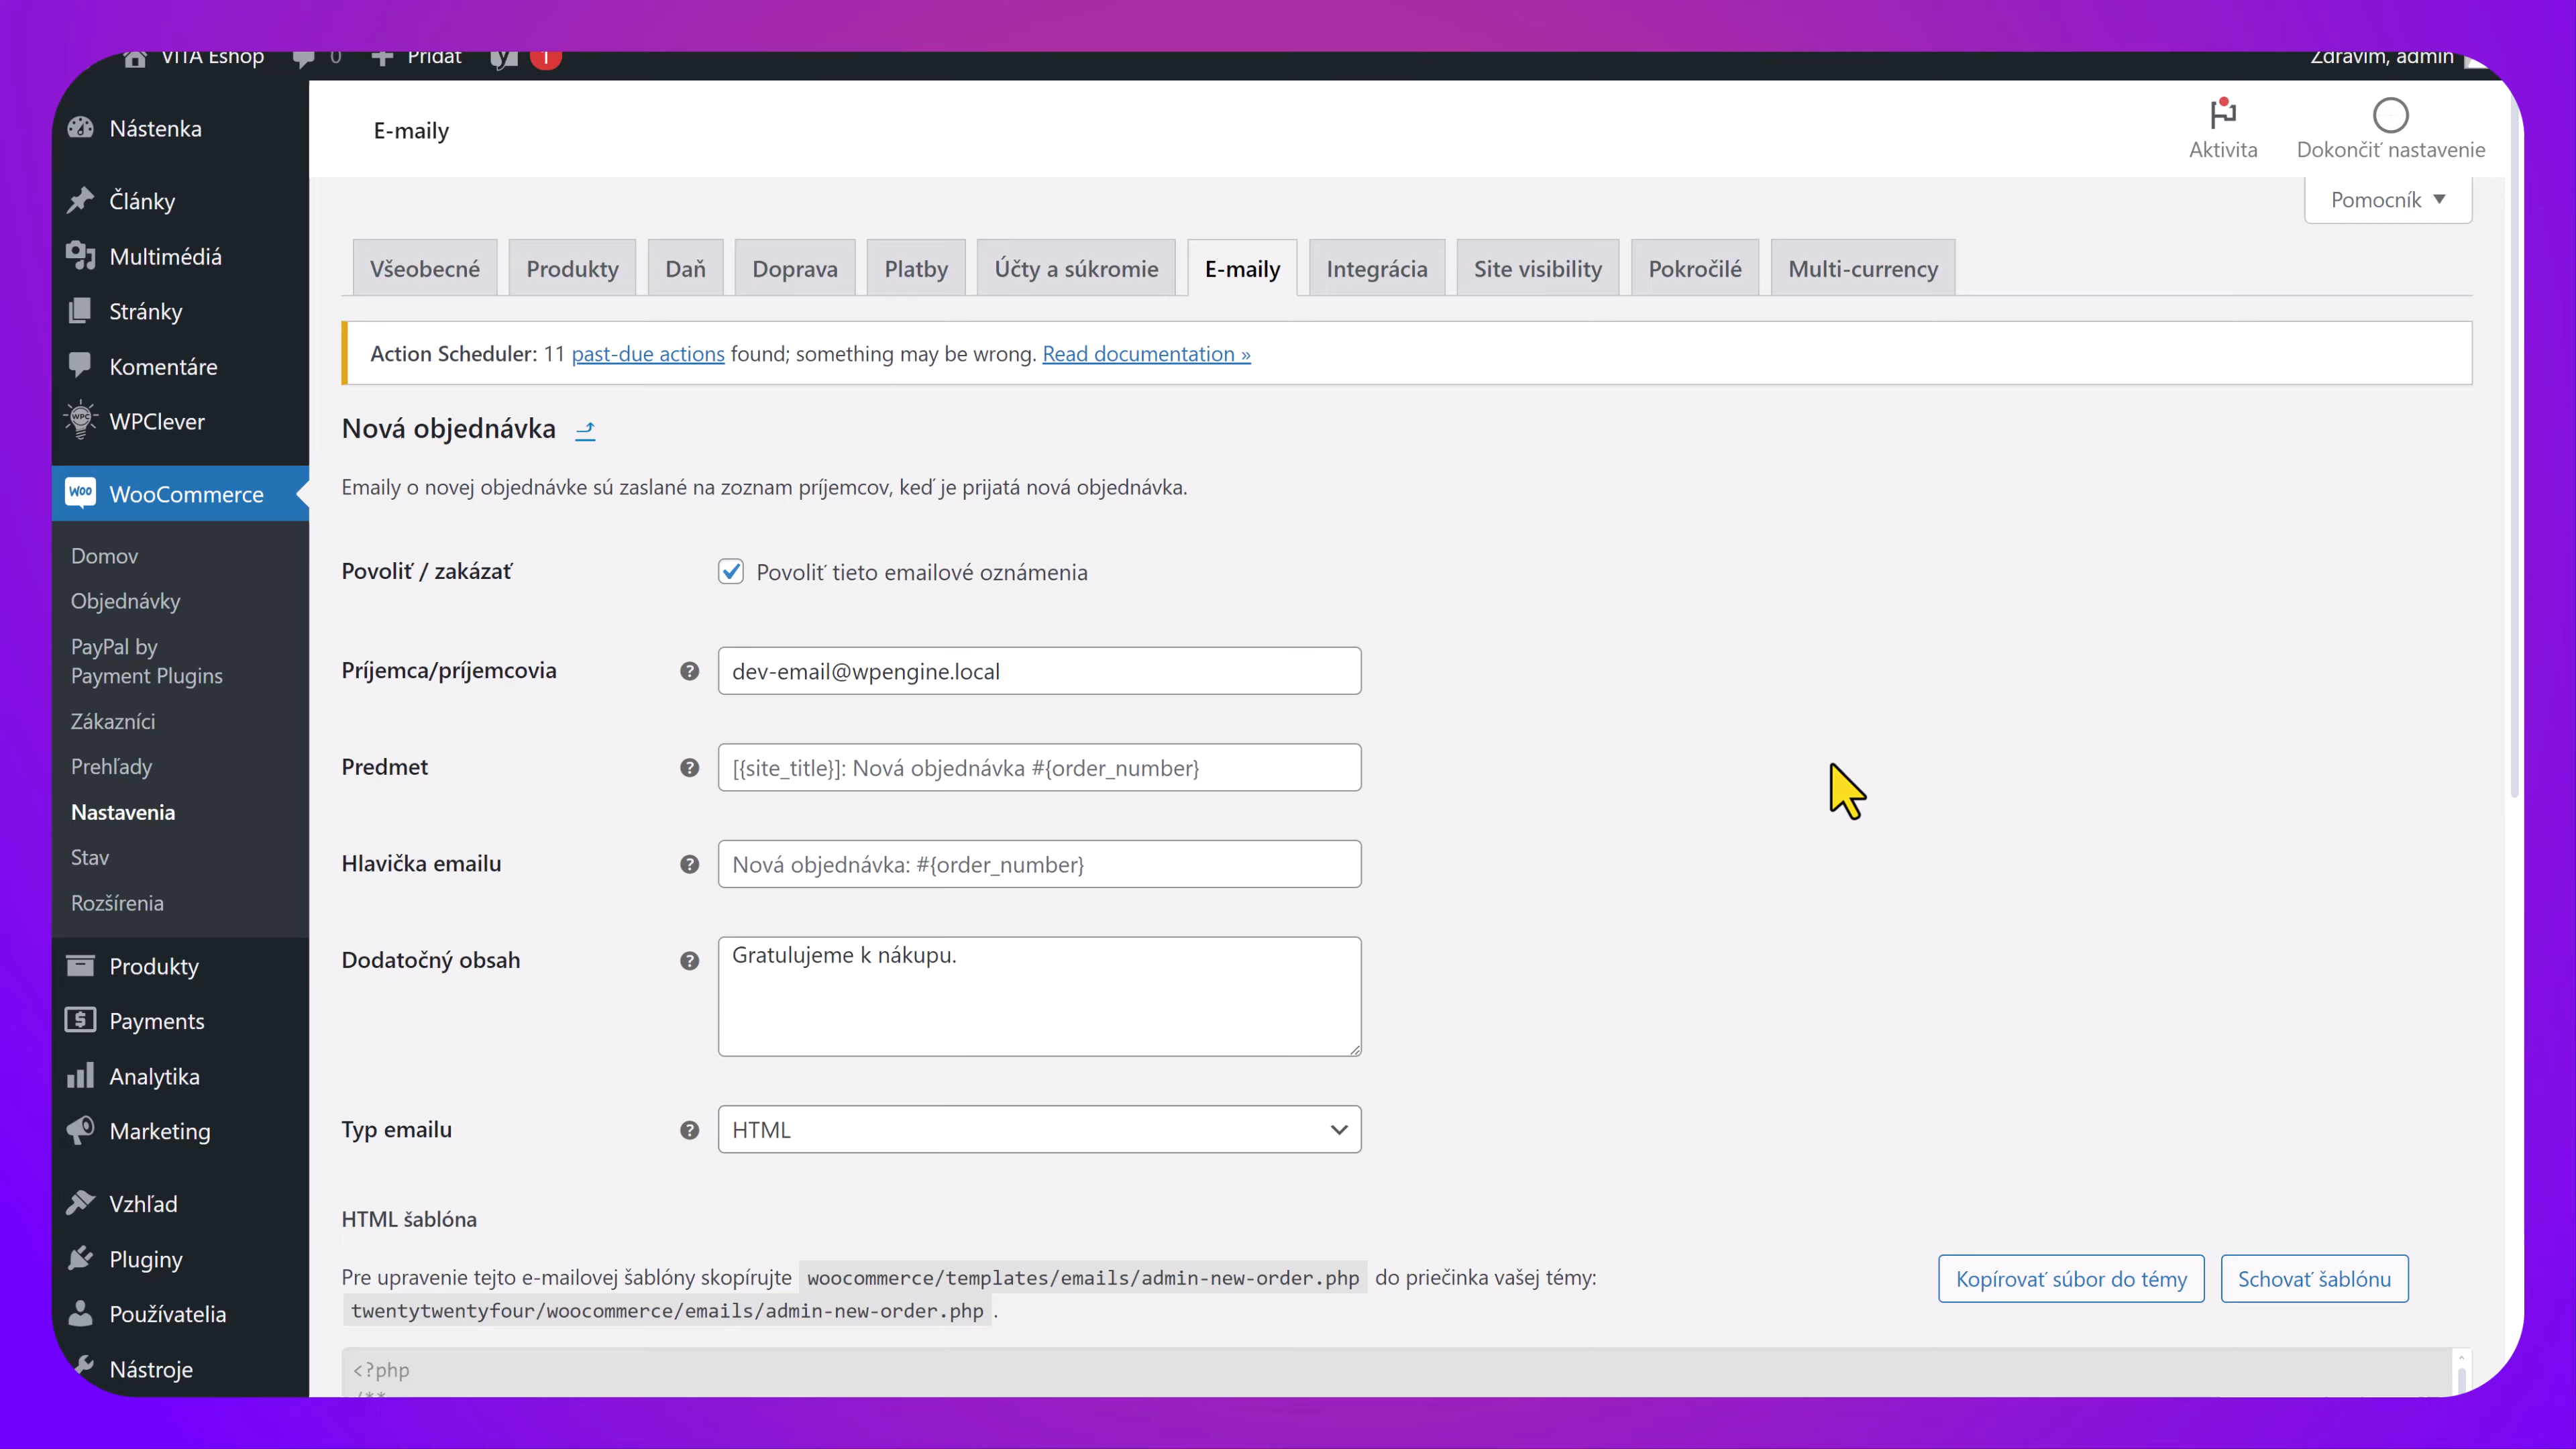 VITA Eshop 0 Pridať 1 Zdravím, admin
Nástenka
Články
Multimédiá
Stránky
Komentáre
WPC
WPClever
Woo WooCommerce
Domov
Objednávky
PayPal by
Payment Plugins
Zákazníci
Prehľady
Nastavenia
Stav
Rozšírenia
Produkty
Payments
Analytika
Marketing
Vzhľad
Pluginy
Používatelia
Nástroje
E-maily
Aktivita
Dokončiť nastavenie
Pomocník
Všeobecné Produkty Daň Doprava Platby Účty a súkromie E-maily Integrácia Site visibility Pokročilé Multi-currency
Action Scheduler: 11 past-due actions found; something may be wrong. Read documentation »
Nová objednávka
Emaily o novej objednávke sú zaslané na zoznam príjemcov, keď je prijatá nová objednávka.
Povoliť / zakázať Povoliť tieto emailové oznámenia
Príjemca/príjemcovia ? dev-email@wpengine.local
Predmet ? [{site_title}]: Nová objednávka #{order_number}
Hlavička emailu ? Nová objednávka: #{order_number}
Dodatočný obsah ? Gratulujeme k nákupu.
Typ emailu ? HTML
HTML šablóna
Pre upravenie tejto e-mailovej šablóny skopírujte woocommerce/templates/emails/admin-new-order.php do priečinka vašej témy:
twentytwentyfour/woocommerce/emails/admin-new-order.php .
Kopírovať súbor do témy
Schovať šablónu
<?php
/**